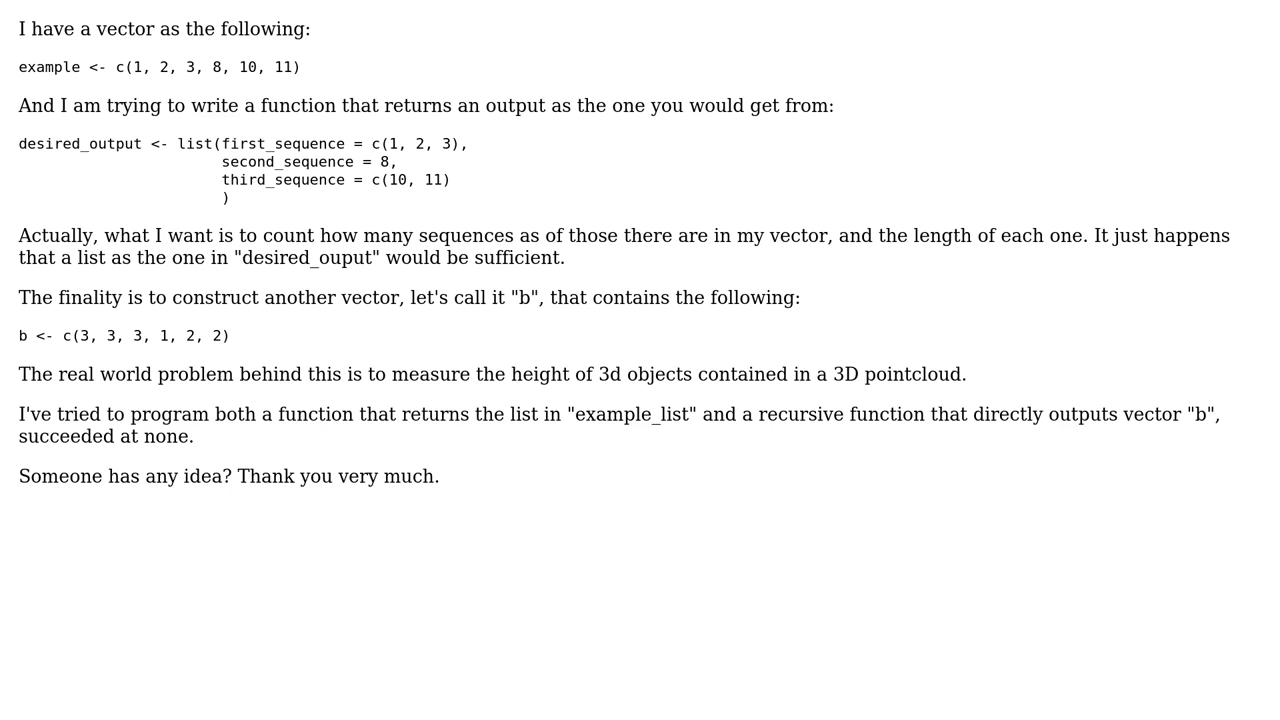 I have a vector as the following:
example <- c(1, 2, 3, 8, 10, 11)
And I am trying to write a function that returns an output as the one you would get from:
desired_output <- list(first_sequence = c(1, 2, 3),
                       second_sequence = 8,
                       third_sequence = c(10, 11)
                       )
Actually, what I want is to count how many sequences as of those there are in my vector, and the length of each one. It just happens
that a list as the one in "desired_ouput" would be sufficient.
The finality is to construct another vector, let's call it "b", that contains the following:
b <- c(3, 3, 3, 1, 2, 2)
The real world problem behind this is to measure the height of 3d objects contained in a 3D pointcloud.
I've tried to program both a function that returns the list in "example_list" and a recursive function that directly outputs vector "b",
succeeded at none.
Someone has any idea? Thank you very much.